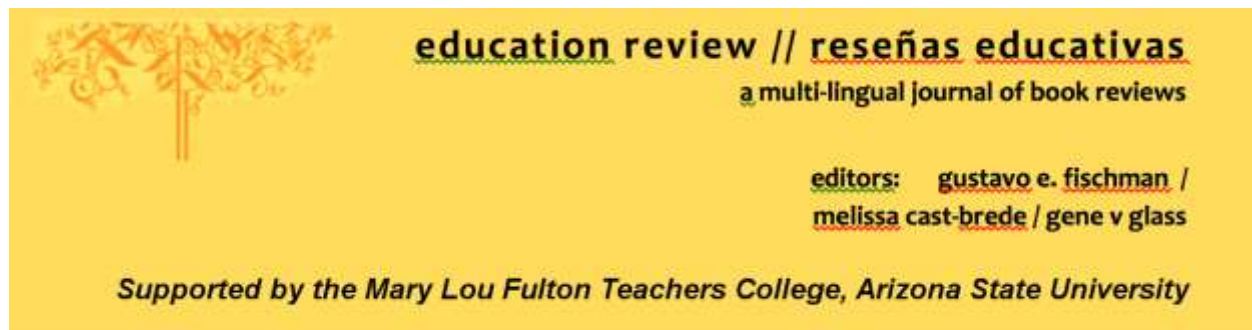 education review // reseñas educativas
a multi-lingual journal of book reviews
editors: gustavo e. fischman /
melissa cast-brede / gene v glass
Supported by the Mary Lou Fulton Teachers College, Arizona State University